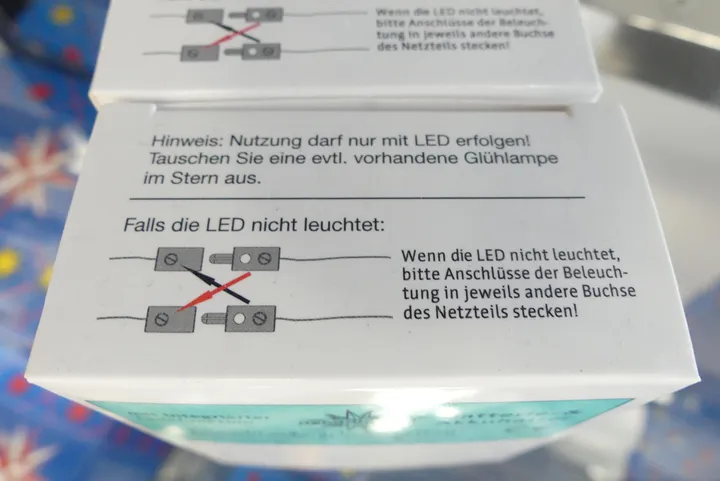 Wenn die LED nicht leuchtet,
bitte Anschlüsse der Beleuch-
tung in jeweils andere Buchse
des Netzteils stecken!
Hinweis: Nutzung darf nur mit LED erfolgen!
Tauschen Sie eine evtl. vorhandene Glühlampe
im Stern aus.
Falls die LED nicht leuchtet:
Wenn die LED nicht leuchtet,
bitte Anschlüsse der Beleuch-
tung in jeweils andere Buchse
des Netzteils stecken!